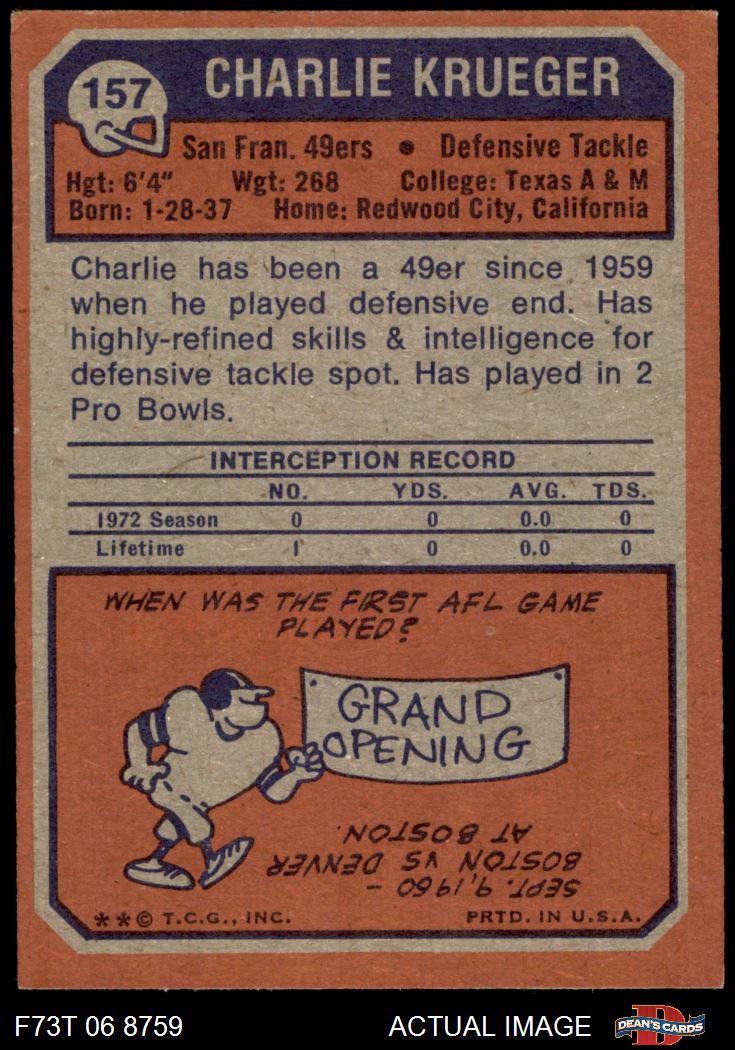 157
CHARLIE KRUEGER
San Fran. 49ers • Defensive Tackle
Hgt: 6'4" Wgt: 268 College: Texas A & M
Born: 1-28-37 Home: Redwood City, California
Charlie has been a 49er since 1959
when he played defensive end. Has
highly-refined skills & intelligence for
defensive tackle spot. Has played in 2
Pro Bowls.
INTERCEPTION RECORD
NO. YDS. AVG. TDS.
1972 Season 0 0 0.0 0
Lifetime 1 0 0.0 0
WHEN WAS THE FIRST AFL GAME
PLAYED?
GRAND
OPENING
SEPT. 9, 1960 -
BOSTON VS DENVER
AT BOSTON.
**© T.C.G., INC. PRTD. IN U.S.A.
F73T 06 8759 ACTUAL IMAGE D DEAN'S CARDS